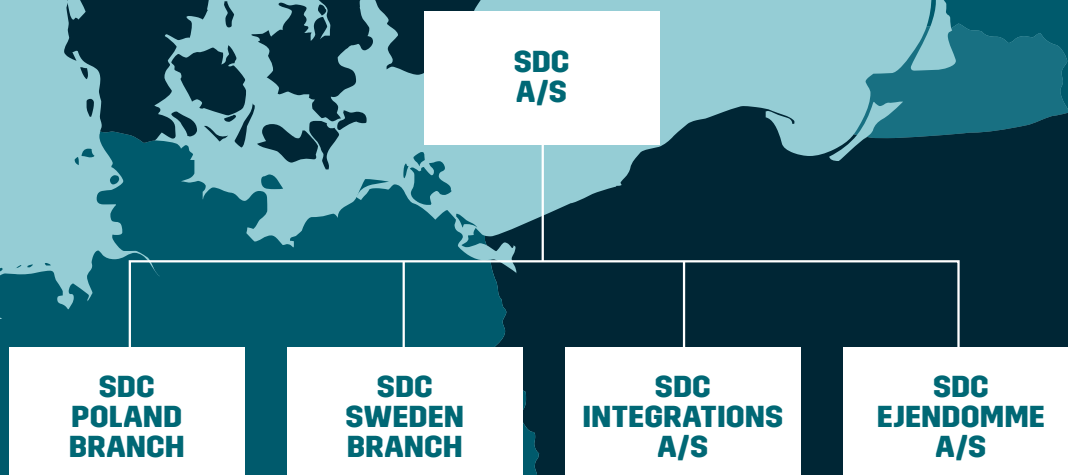 SDC
A/S
SDC
POLAND
BRANCH
SDC
SWEDEN
BRANCH
SDC
INTEGRATIONS
A/S
SDC
EJENDOMME
A/S